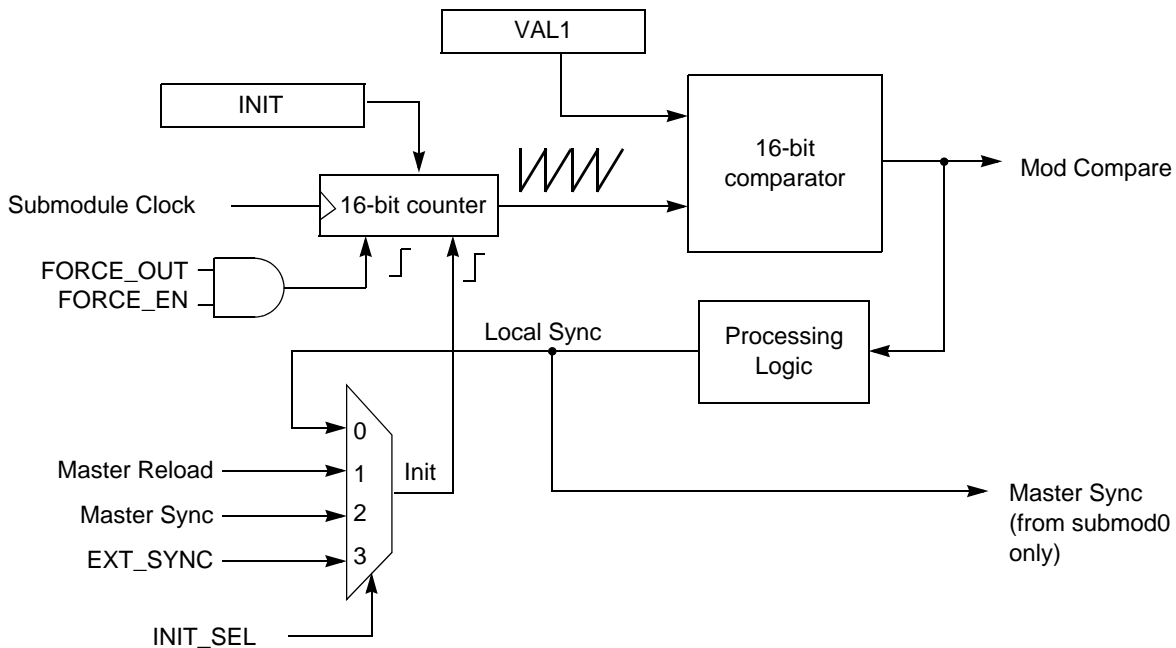 VAL1
INIT
16-bit
comparator
Mod Compare
Submodule Clock
16-bit counter
FORCE_OUT
FORCE_EN
Local Sync
Processing
Logic
0
Master Reload
1
Init
Master Sync
2
Master Sync
(from submod0
only)
EXT_SYNC
3
INIT_SEL